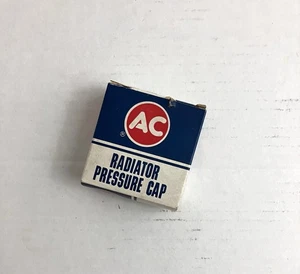 AC
®
RADIATOR
PRESSURE CAP